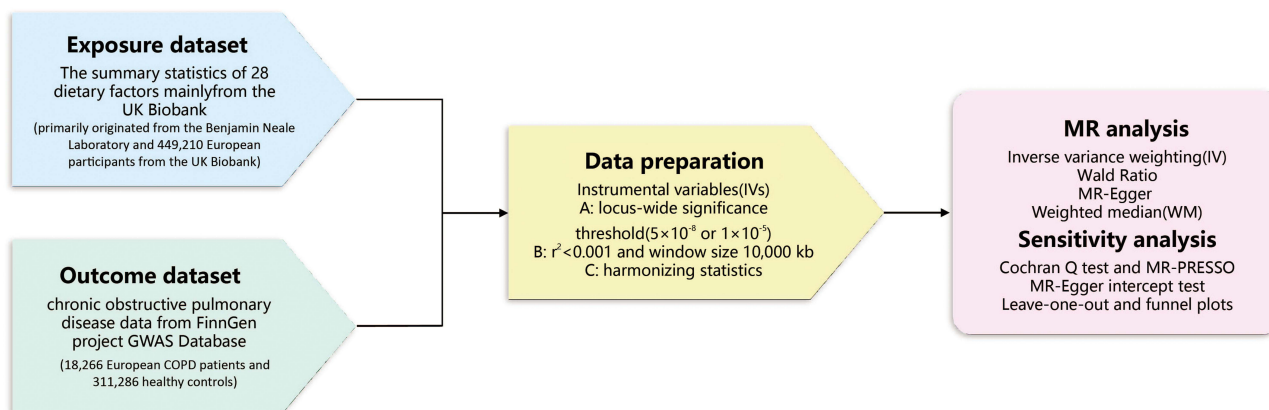 Exposure dataset
The summary statistics of 28
dietary factors mainlyfrom the
UK Biobank
(primarily originated from the Benjamin Neale
Laboratory and 449,210 European
participants from the UK Biobank)
Outcome dataset
chronic obstructive pulmonary
disease data from FinnGen
project GWAS Database
(18,266 European COPD patients and
311,286 healthy controls)
Data preparation
Instrumental variables(IVs)
A: locus-wide significance
threshold(5×10⁻⁸ or 1×10⁻⁵)
B: r²<0.001 and window size 10,000 kb
C: harmonizing statistics
MR analysis
Inverse variance weighting(IV)
Wald Ratio
MR-Egger
Weighted median(WM)
Sensitivity analysis
Cochran Q test and MR-PRESSO
MR-Egger intercept test
Leave-one-out and funnel plots